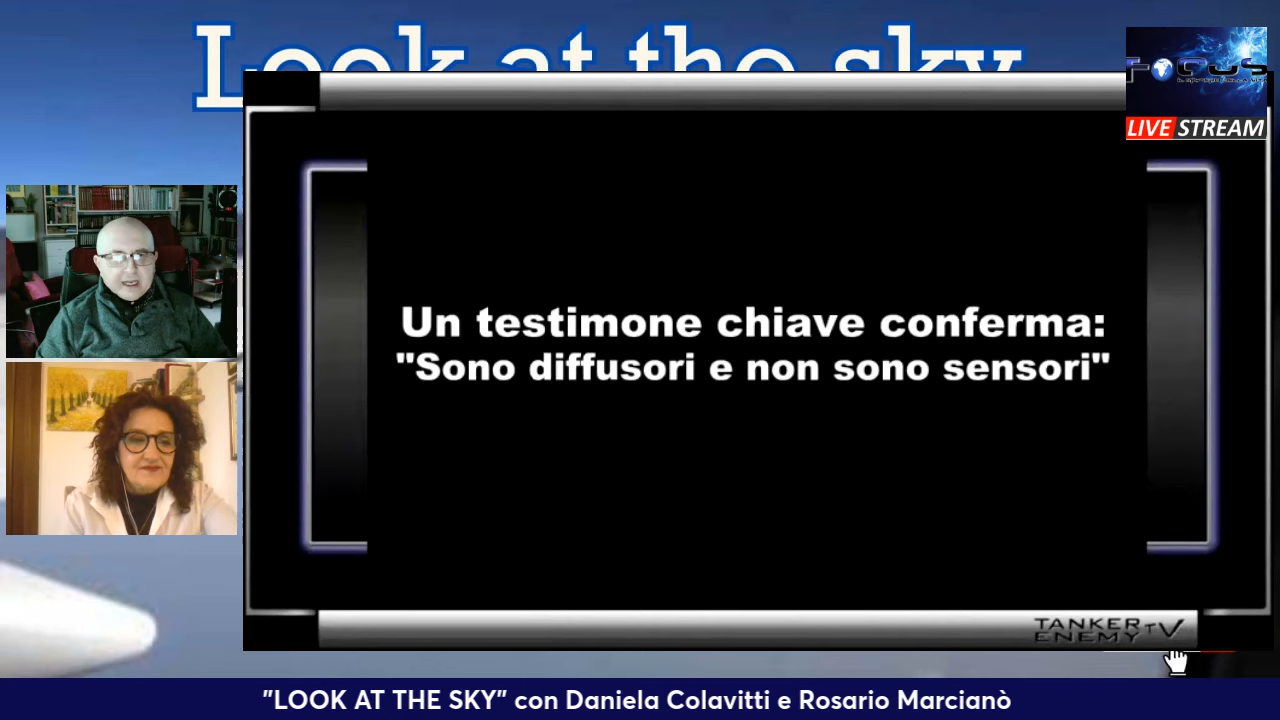 Look at the sky
FOCUS
LIVE STREAM
Un testimone chiave conferma:
"Sono diffusori e non sono sensori"
TANKER
ENEMY TV
"LOOK AT THE SKY" con Daniela Colavitti e Rosario Marcianò